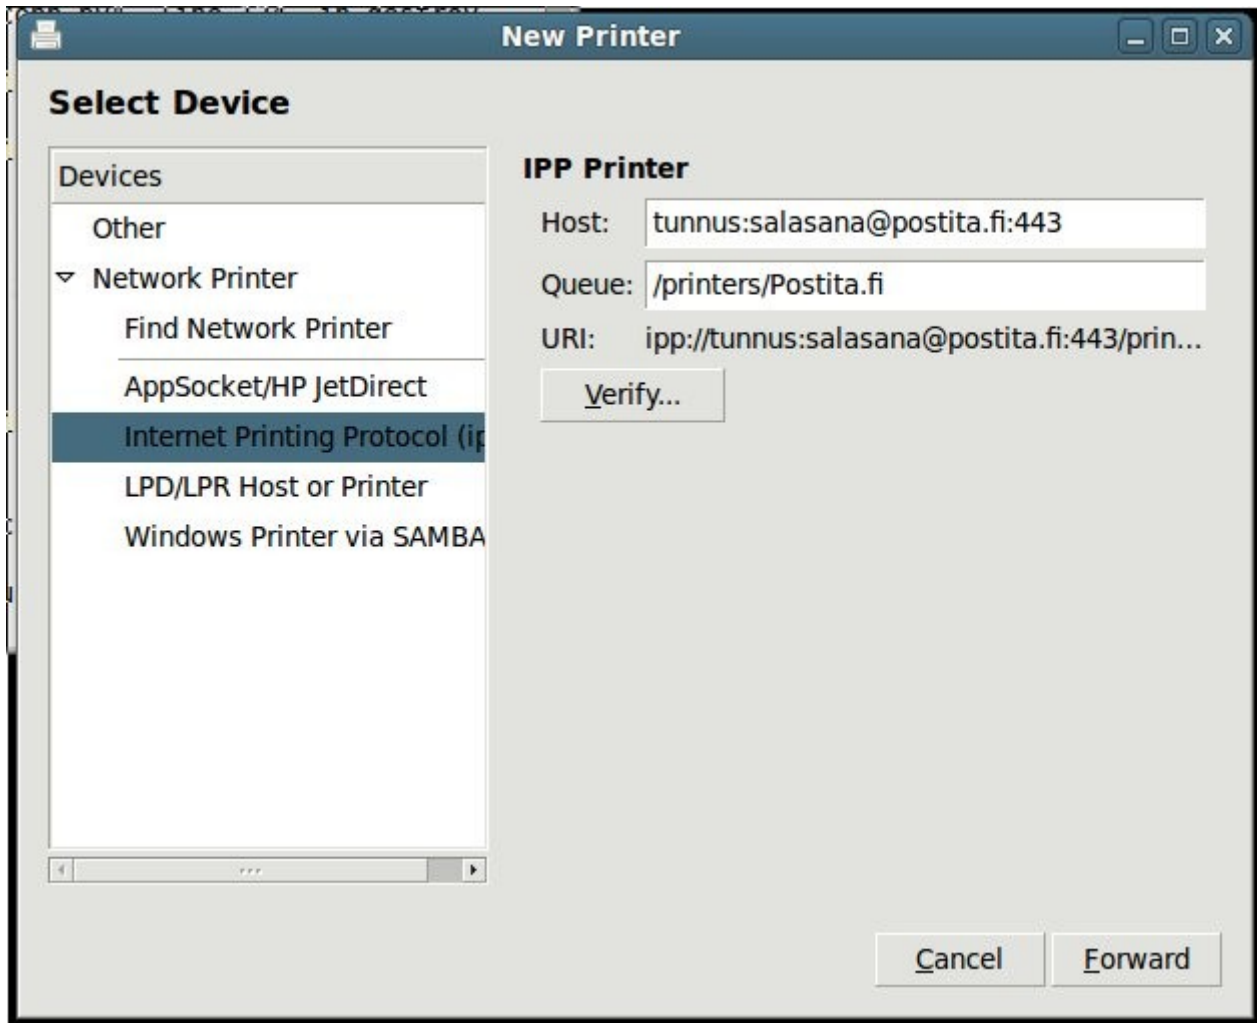 New Printer
Select Device
Devices
Other
Network Printer
Find Network Printer
AppSocket/HP JetDirect
Internet Printing Protocol (ip
LPD/LPR Host or Printer
Windows Printer via SAMBA
IPP Printer
Host: tunnus:salasana@postita.fi:443
Queue: /printers/Postita.fi
URI: ipp://tunnus:salasana@postita.fi:443/prin...
Verify...
Cancel Forward